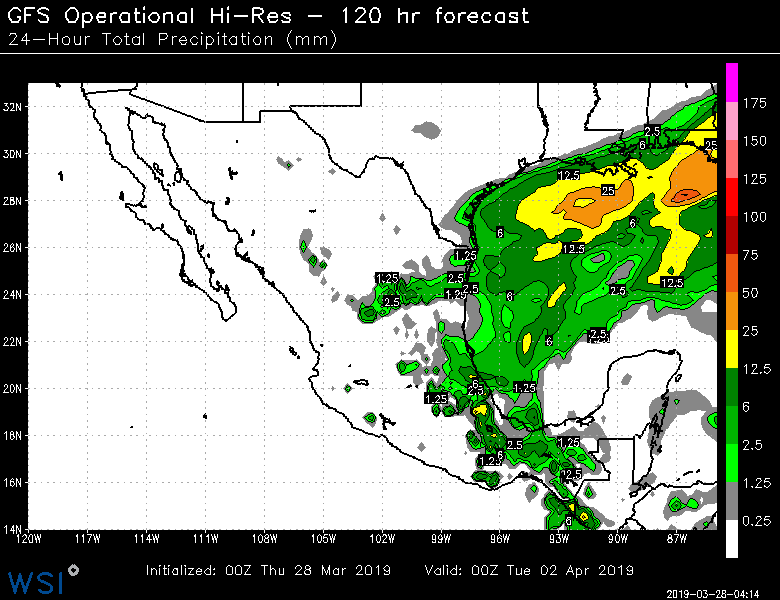 GFS Operational Hi-Res - 120 hr forecast
24-Hour Total Precipitation (mm)
32N
30N
28N
26N
24N
22N
20N
18N
16N
14N
120W 117W 114W 111W 108W 105W 102W 99W 96W 93W 90W 87W
175
150
125
100
75
50
25
12.5
6
2.5
1.25
0.25
2.5
6
25
12.5
25
6
6
12.5
1.25
2.5
1.25
2.5
1.25
2.5
12.5
2.5
6
2.5
6
6
2.5
1.25
1.25
2.5
1.25
6
1.25
12.5
6
Initialized: 00Z Thu 28 Mar 2019 Valid: 00Z Tue 02 Apr 2019
WSI
2019-03-28-04:14